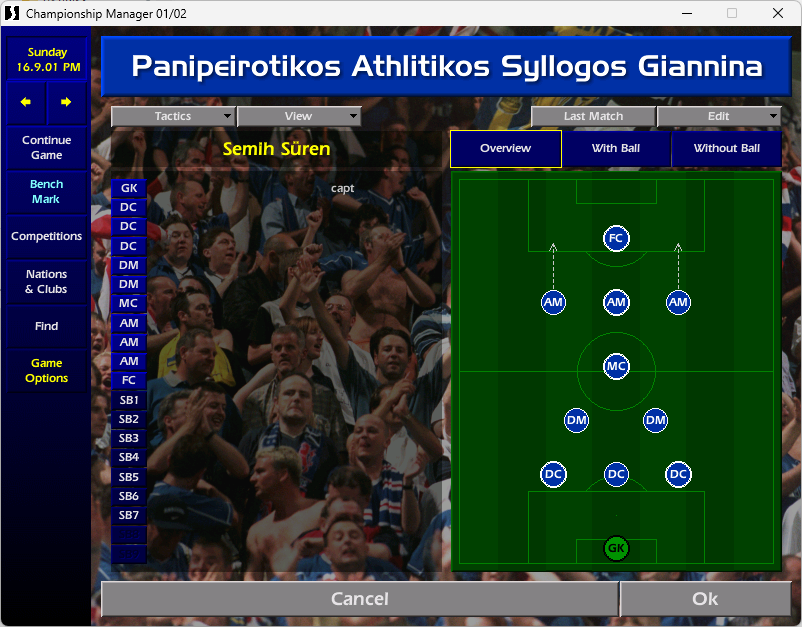 Championship Manager 01/02
Sunday
16.9.01 PM
Panipeirotikos Athlitikos Syllogos Giannina
Continue
Game
Bench
Mark
Competitions
Nations
& Clubs
Find
Game
Options
Tactics
View
Last Match
Edit
Semih Süren
Overview
With Ball
Without Ball
GK
capt
DC
DC
DC
DM
DM
MC
AM
AM
AM
FC
SB1
SB2
SB3
SB4
SB5
SB6
SB7
FC
AM AM AM
MC
DM DM
DC DC DC
GK
Cancel
Ok